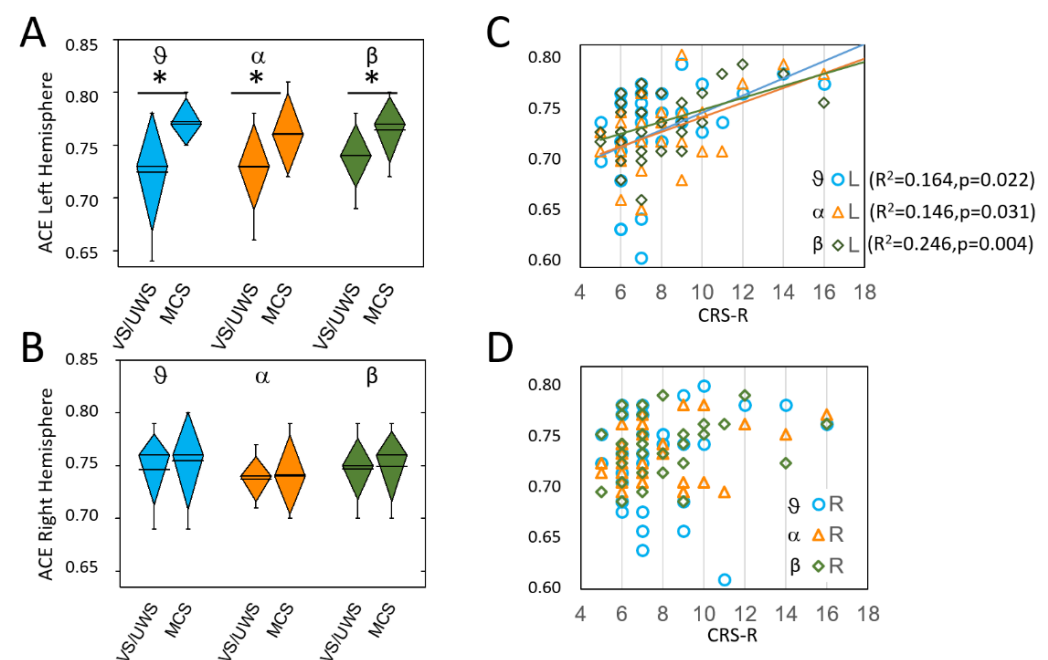 A
ACE Left Hemisphere
0.85
0.80
0.75
0.70
0.65
ϑ
*
α
*
β
*
VS/UWS
MCS
VS/UWS
MCS
VS/UWS
MCS
B
ACE Right Hemisphere
0.85
0.80
0.75
0.70
0.65
ϑ
α
β
VS/UWS
MCS
VS/UWS
MCS
VS/UWS
MCS
C
0.80
0.75
0.70
0.65
0.60
ϑ L (R²=0.164,p=0.022)
α L (R²=0.146,p=0.031)
β L (R²=0.246,p=0.004)
4 6 8 10 12 14 16 18
CRS-R
D
0.80
0.75
0.70
0.65
0.60
ϑ R
α R
β R
4 6 8 10 12 14 16 18
CRS-R